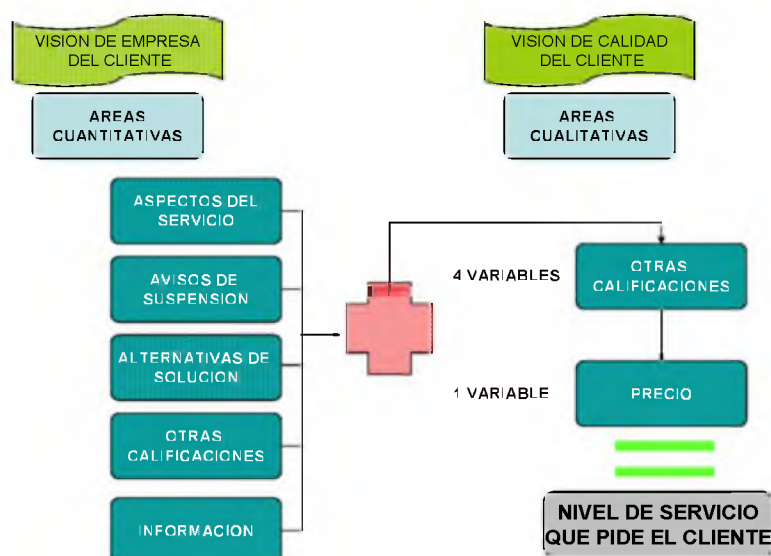 VISION DE EMPRESA
DEL CLIENTE
VISION DE CALIDAD
DEL CLIENTE
AREAS
CUANTITATIVAS
AREAS
CUALITATIVAS
ASPECTOS DEL
SERVICIO
AVISOS DE
SUSPENSION
ALTERNATIVAS DE
SOLUCION
OTRAS
CALIFICACIONES
INFORMACION
4 VARIABLES
OTRAS
CALIFICACIONES
1 VARIABLE
PRECIO
NIVEL DE SERVICIO
QUE PIDE EL CLIENTE